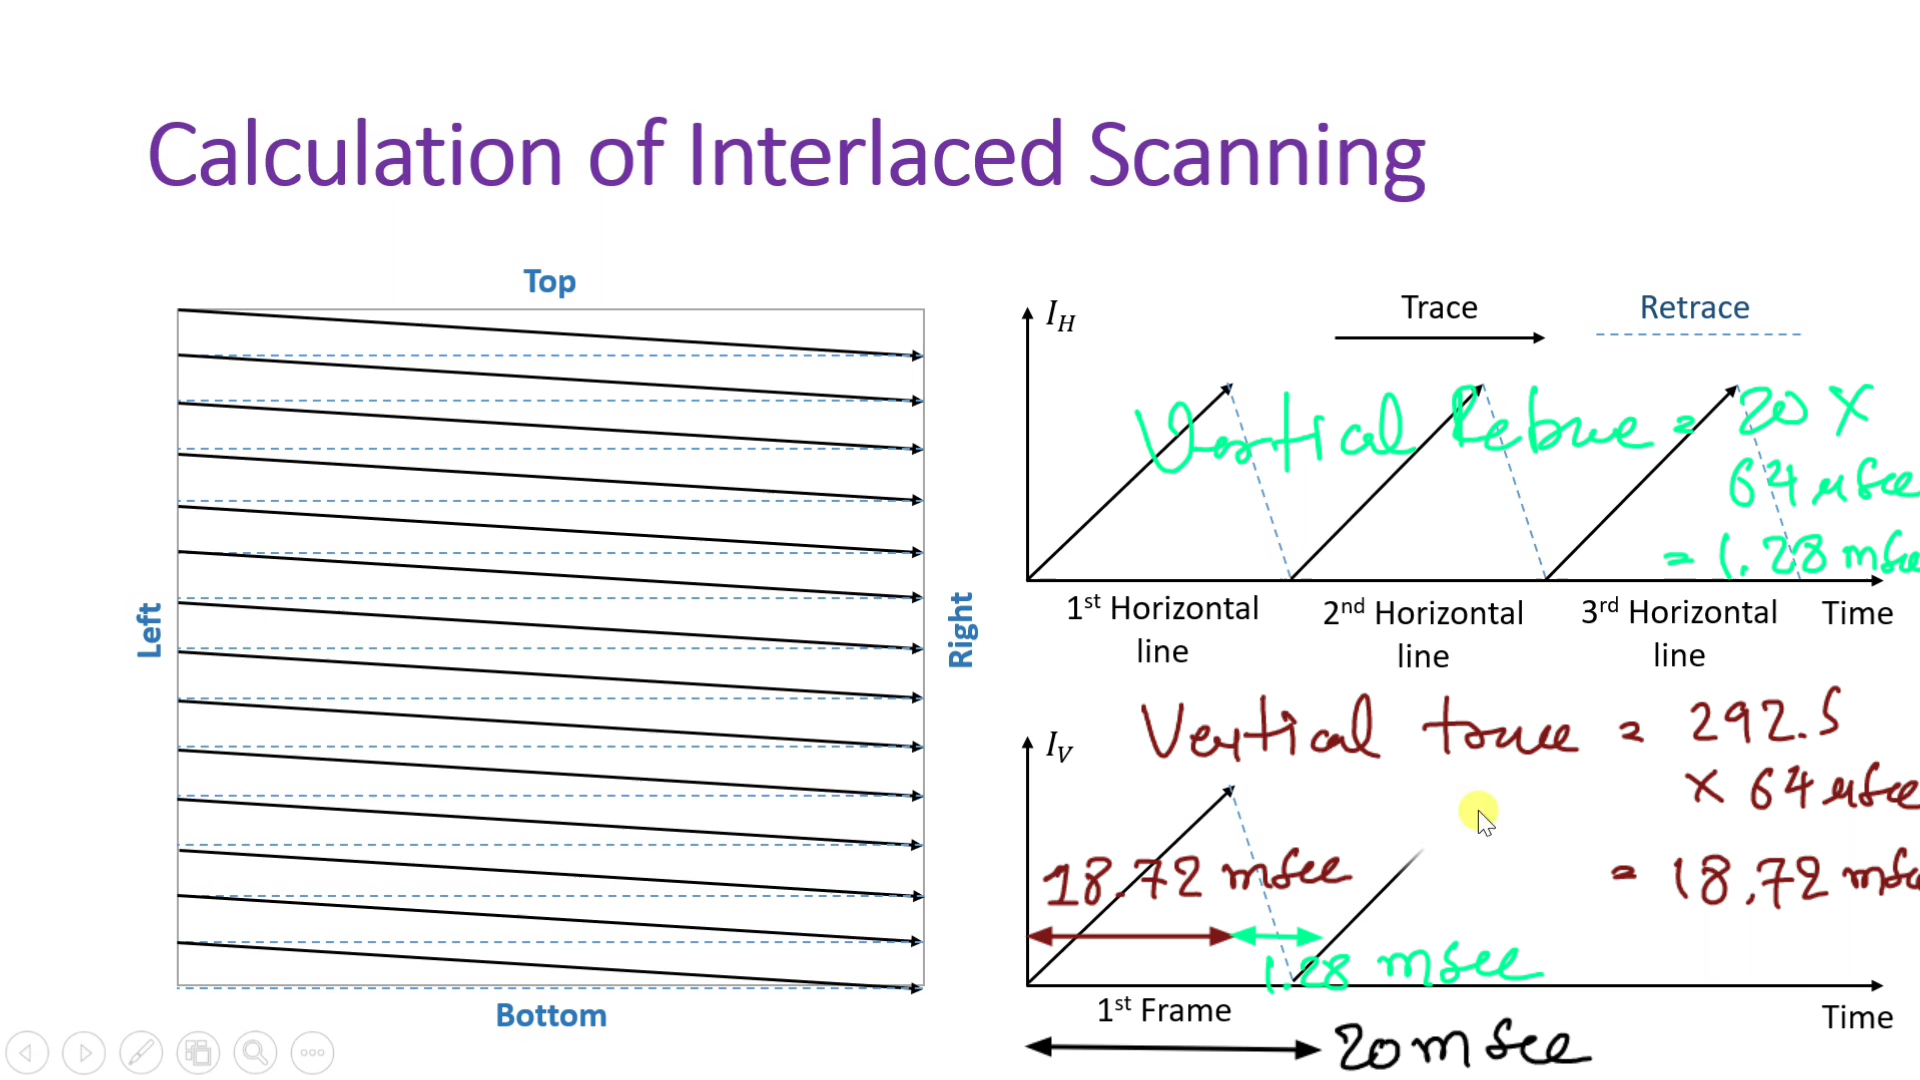 Calculation of Interlaced Scanning
Top
Left
Right
Bottom
I_H
Trace
Retrace
Vertical Retrace = 20 X
64 μsec
= 1.28 msec
1st Horizontal line
2nd Horizontal line
3rd Horizontal line
Time
I_V
Vertical trace = 292.5
× 64 μsec
= 18.72 msec
18.72 msec
1.28 msec
1st Frame
Time
20 msec